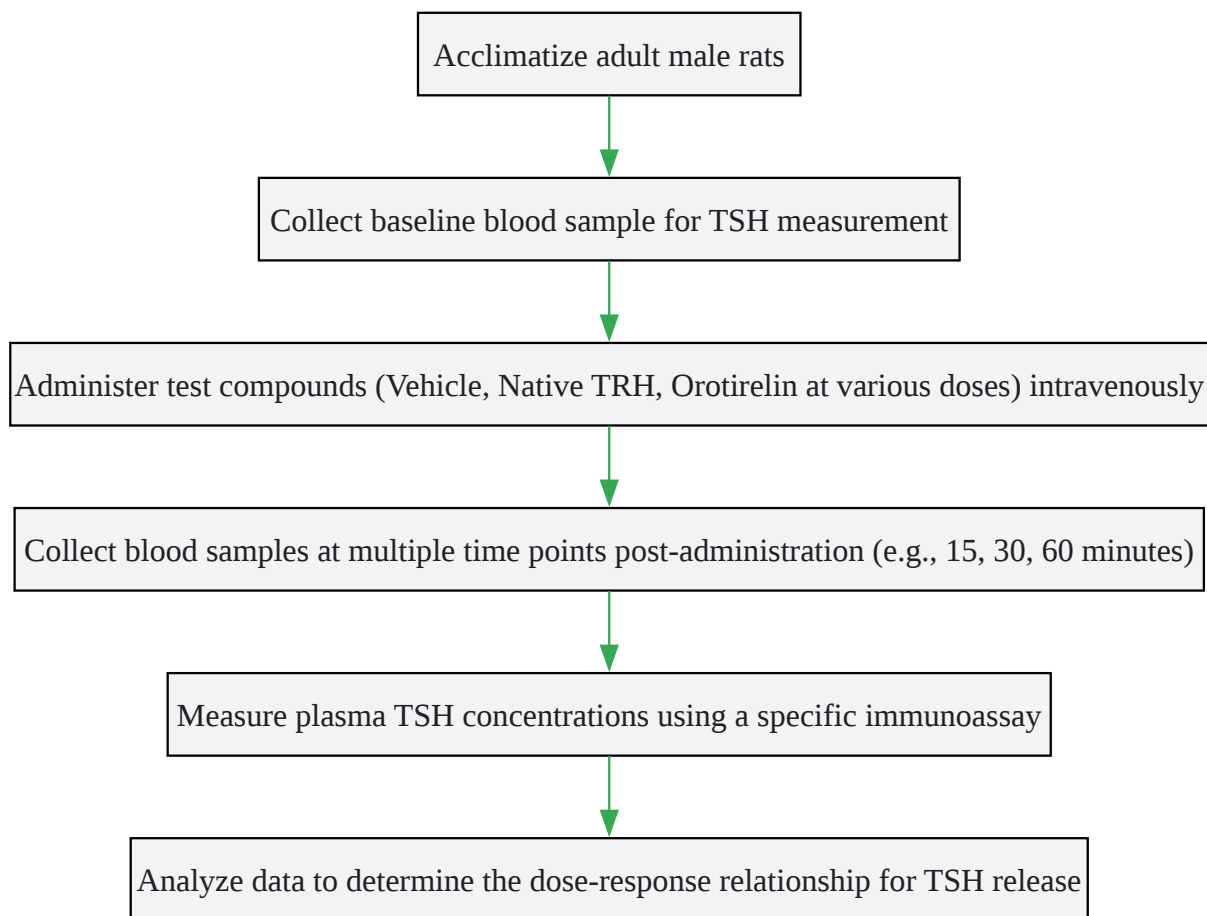 Acclimatize adult male rats
Collect baseline blood sample for TSH measurement
Administer test compounds (Vehicle, Native TRH, Orotirelin at various doses) intravenously
Collect blood samples at multiple time points post-administration (e.g., 15, 30, 60 minutes)
Measure plasma TSH concentrations using a specific immunoassay
Analyze data to determine the dose-response relationship for TSH release